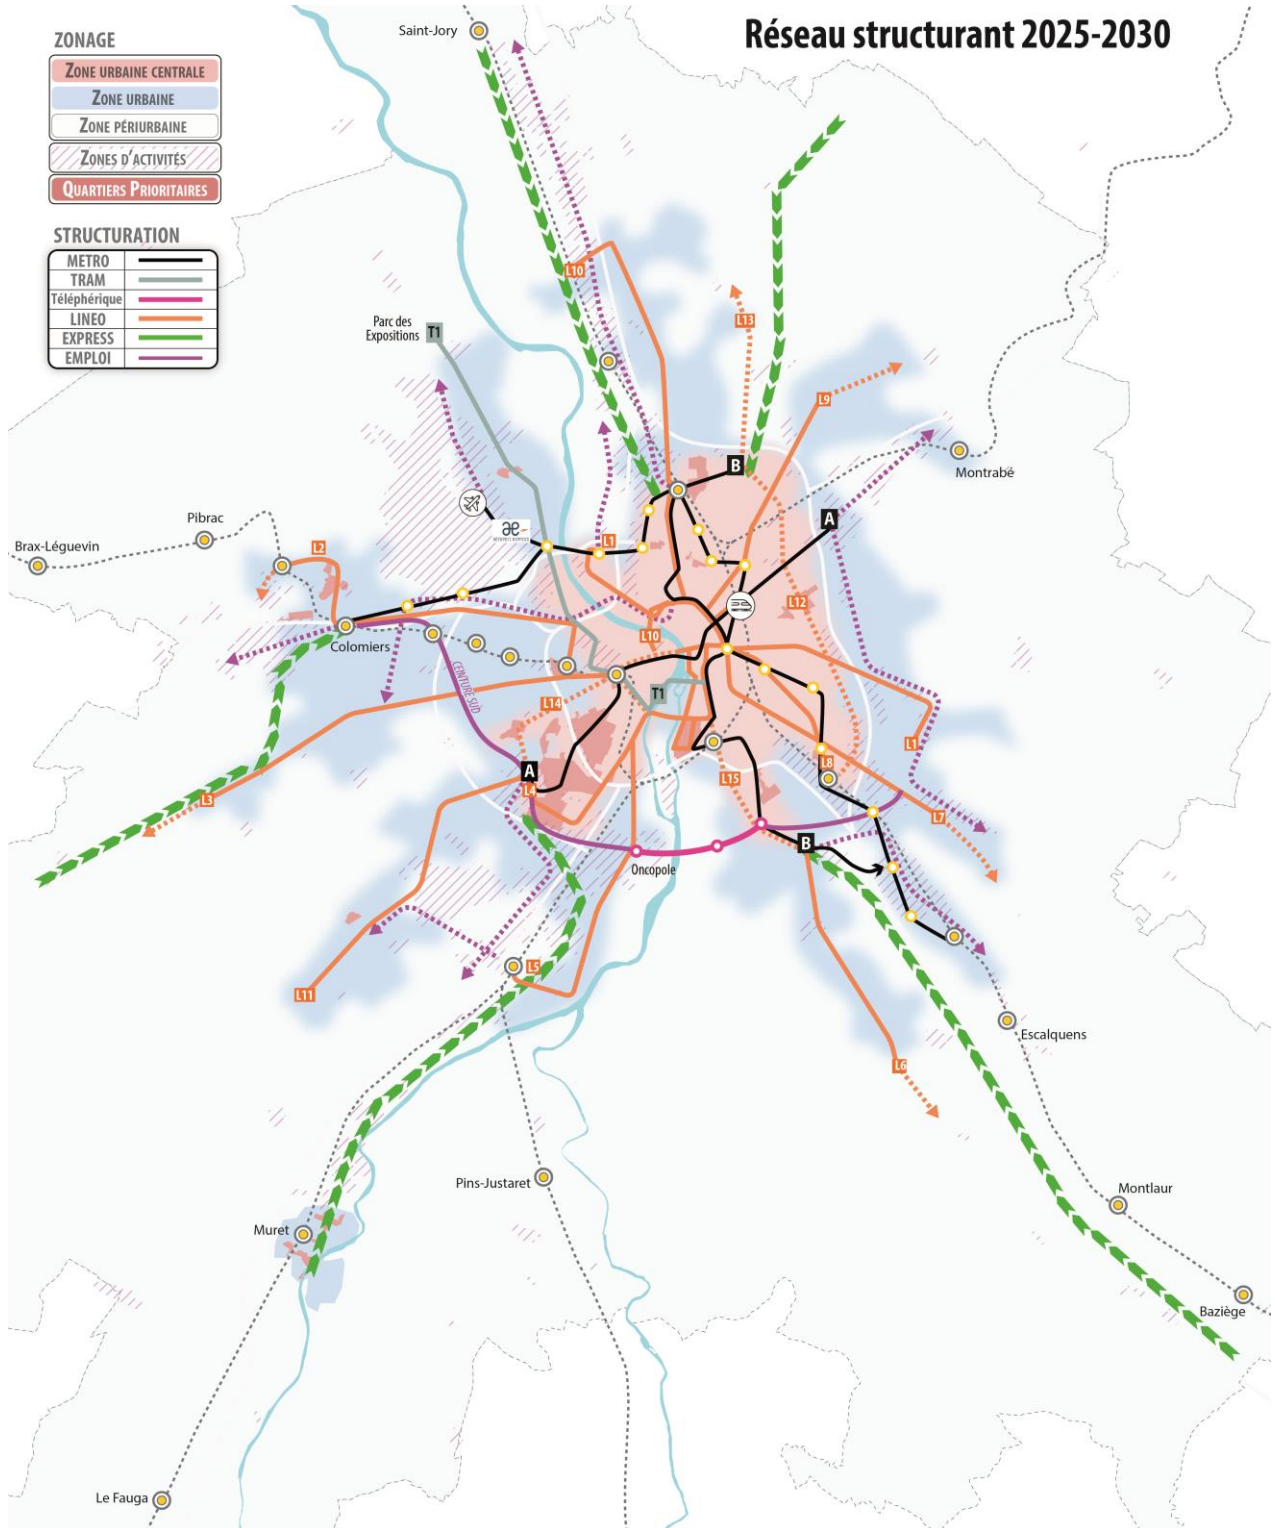 Réseau structurant 2025-2030
ZONAGE
ZONE URBAINE CENTRALE
ZONE URBAINE
ZONE PÉRIURBAINE
ZONES D'ACTIVITÉS
QUARTIERS PRIORITAIRES
STRUCTURATION
METRO
TRAM
Téléphérique
LINEO
EXPRESS
EMPLOI
Saint-Jory
L10
L13
Parc des
Expositions
T1
L9
B
Montrabé
A
Pibrac
Brax-Léguevin
L2
L1
L12
L10
Colomiers
CEINTURE SUD
T1
L14
L1
A
L4
L15
L8
L3
L7
B
Oncopole
L5
L11
Escalquens
L6
Pins-Justaret
Montlaur
Muret
Baziège
Le Fauga